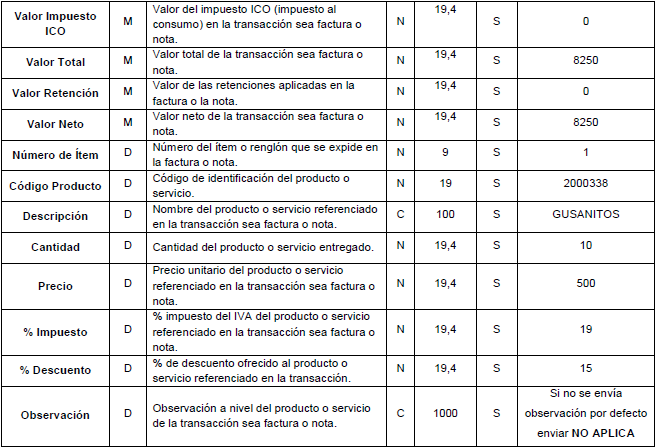 Valor Impuesto ICO M Valor del impuesto ICO (impuesto al consumo) en la transacción sea factura o nota. N 19,4 S 0
Valor Total M Valor total de la transacción sea factura o nota. N 19,4 S 8250
Valor Retención M Valor de las retenciones aplicadas en la factura o la nota. N 19,4 S 0
Valor Neto M Valor neto de la transacción sea factura o nota. N 19,4 S 8250
Número de Ítem D Número del ítem o renglón que se expide en la factura o nota. N 9 S 1
Código Producto D Código de identificación del producto o servicio. N 19 S 2000338
Descripción D Nombre del producto o servicio referenciado en la transacción sea factura o nota. C 100 S GUSANITOS
Cantidad D Cantidad del producto o servicio entregado. N 19,4 S 10
Precio D Precio unitario del producto o servicio referenciado en la transacción sea factura o nota. N 19,4 S 500
% Impuesto D % impuesto del IVA del producto o servicio referenciado en la transacción sea factura o nota. N 19,4 S 19
% Descuento D % de descuento ofrecido al producto o servicio referenciado en la transacción. N 19,4 S 15
Observación D Observación a nivel del producto o servicio de la transacción sea factura o nota. C 1000 S Si no se envía observación por defecto enviar NO APLICA